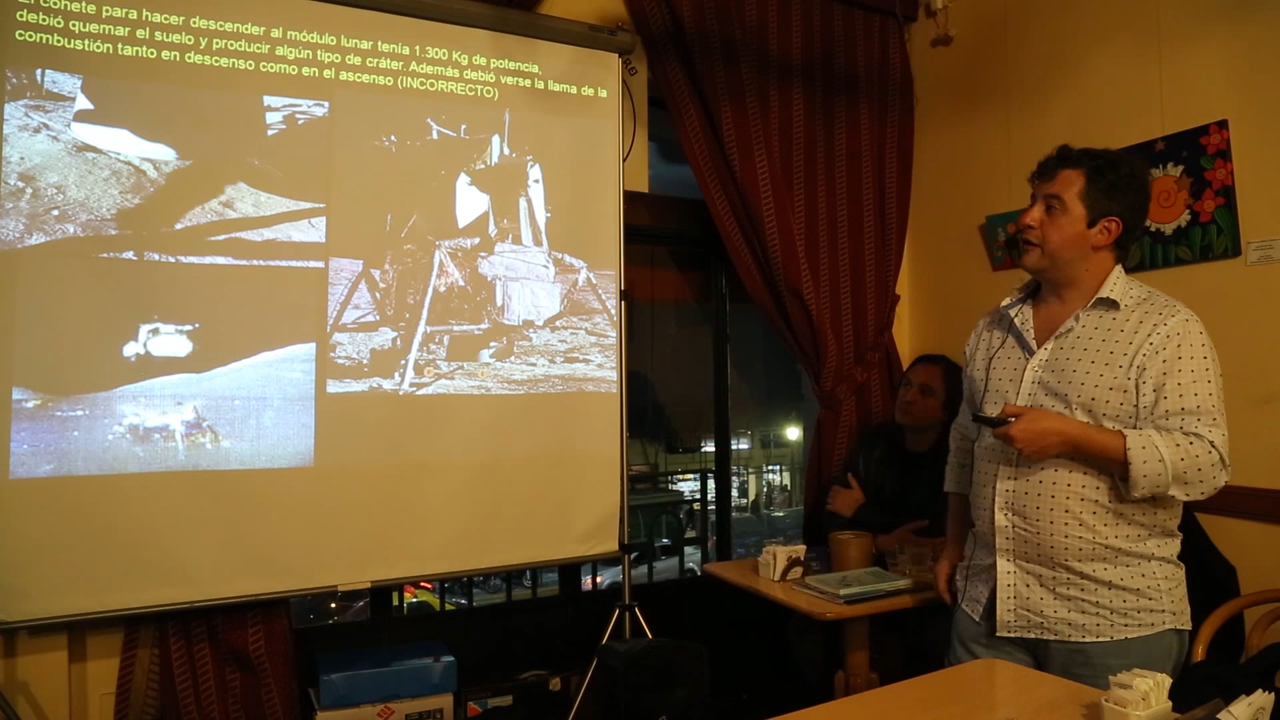 El cohete para hacer descender al módulo lunar tenía 1.300 Kg de potencia,
debió quemar el suelo y producir algún tipo de cráter. Además debió verse la llama de la
combustión tanto en descenso como en el ascenso (INCORRECTO)